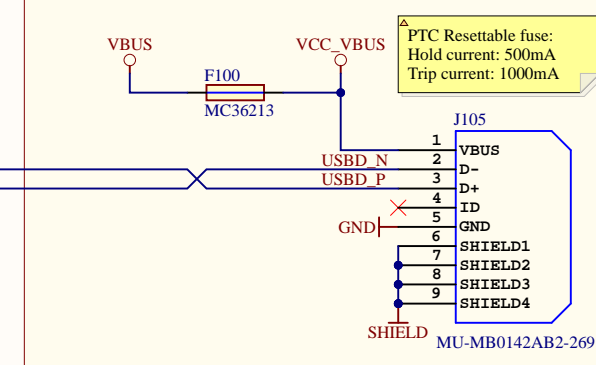 VBUS
VCC_VBUS
PTC Resettable fuse:
Hold current: 500mA
Trip current: 1000mA
F100
MC36213
J105
1 VBUS
USBD_N 2 D-
USBD_P 3 D+
4 ID
GND 5 GND
6 SHIELD1
7 SHIELD2
8 SHIELD3
9 SHIELD4
SHIELD
MU-MB0142AB2-269